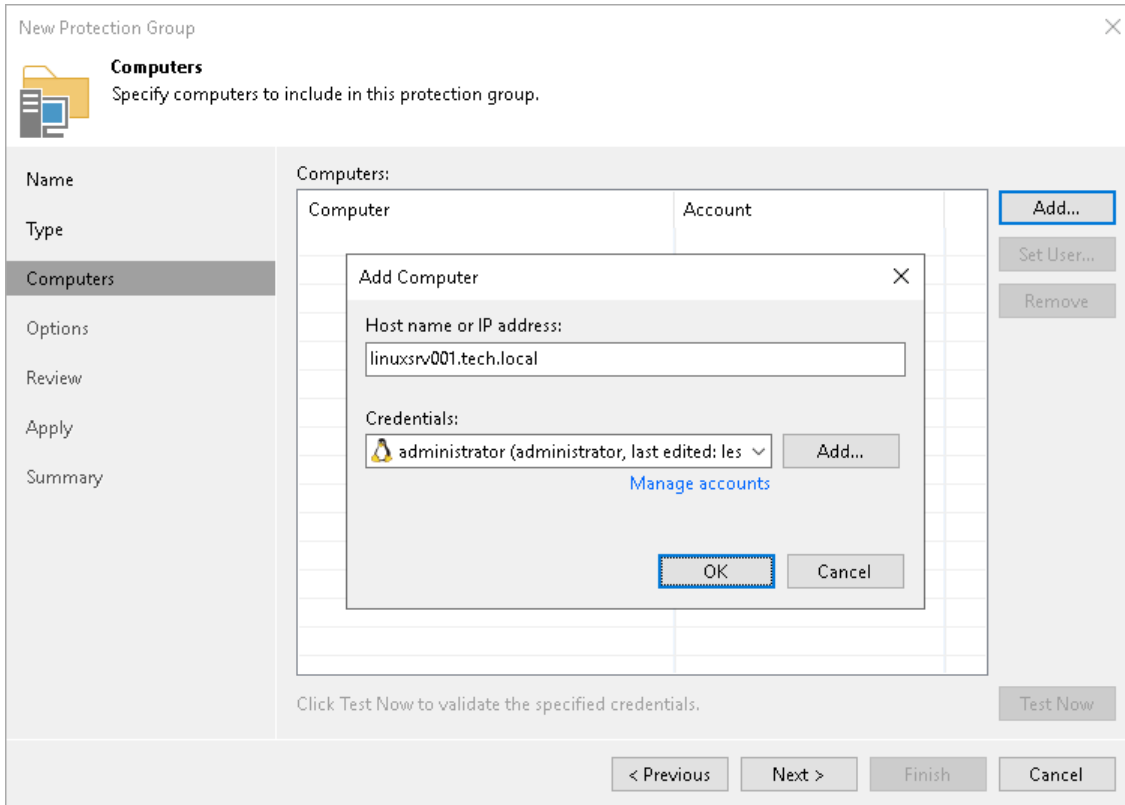 New Protection Group
Computers
Specify computers to include in this protection group.
Name
Type
Computers
Options
Review
Apply
Summary
Computers:
Computer Account
Add...
Set User...
Remove
Add Computer
Host name or IP address:
linuxsrv001.tech.local
Credentials:
administrator (administrator, last edited: les
Add...
Manage accounts
OK Cancel
Click Test Now to validate the specified credentials.
Test Now
< Previous Next > Finish Cancel